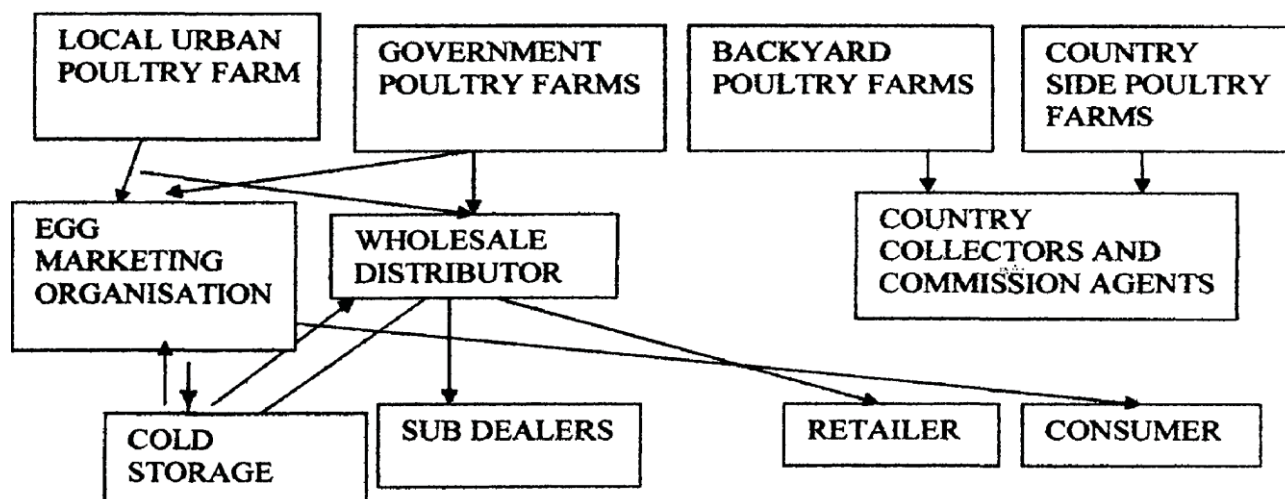 LOCAL URBAN
POULTRY FARM
GOVERNMENT
POULTRY FARMS
BACKYARD
POULTRY FARMS
COUNTRY
SIDE POULTRY
FARMS
EGG
MARKETING
ORGANISATION
WHOLESALE
DISTRIBUTOR
COUNTRY
COLLECTORS AND
COMMISSION AGENTS
COLD
STORAGE
SUB DEALERS
RETAILER
CONSUMER